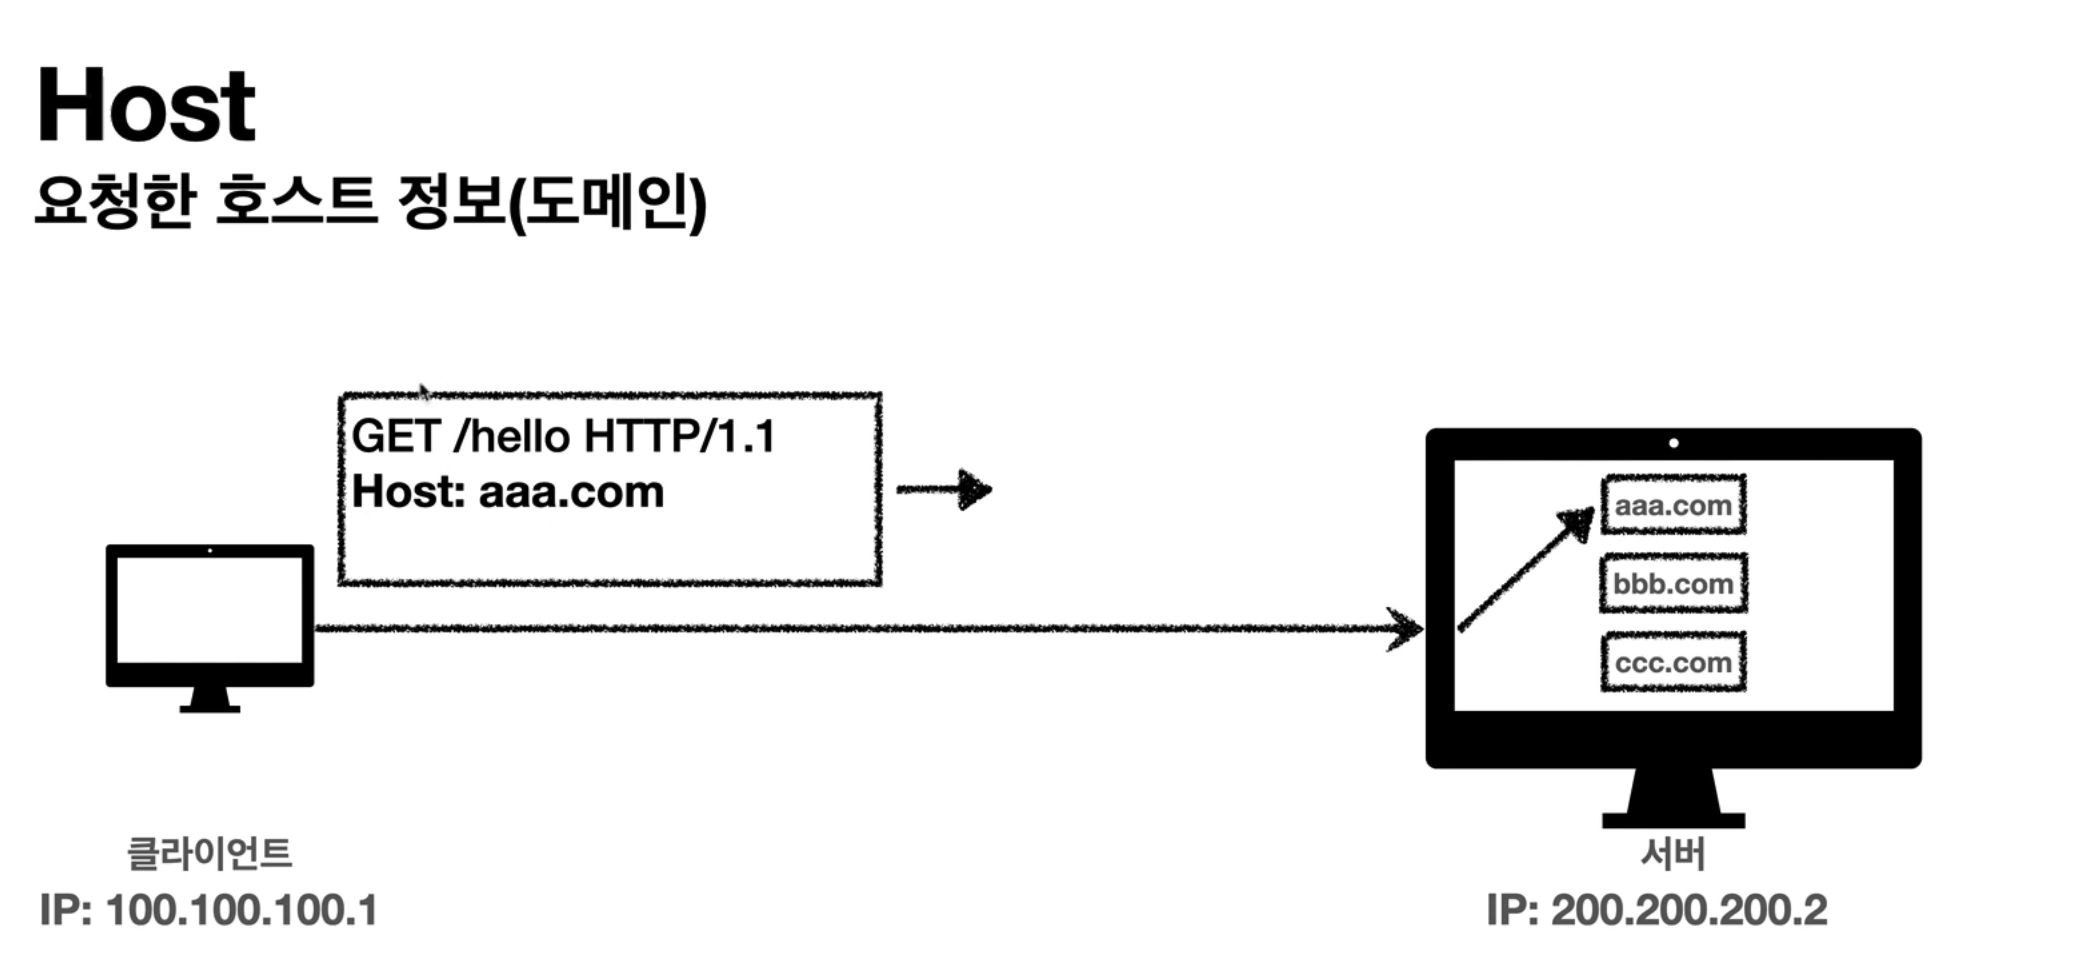 Host
요청한 호스트 정보(도메인)
GET /hello HTTP/1.1
Host: aaa.com
aaa.com
bbb.com
ccc.com
클라이언트
IP: 100.100.100.1
서버
IP: 200.200.200.2